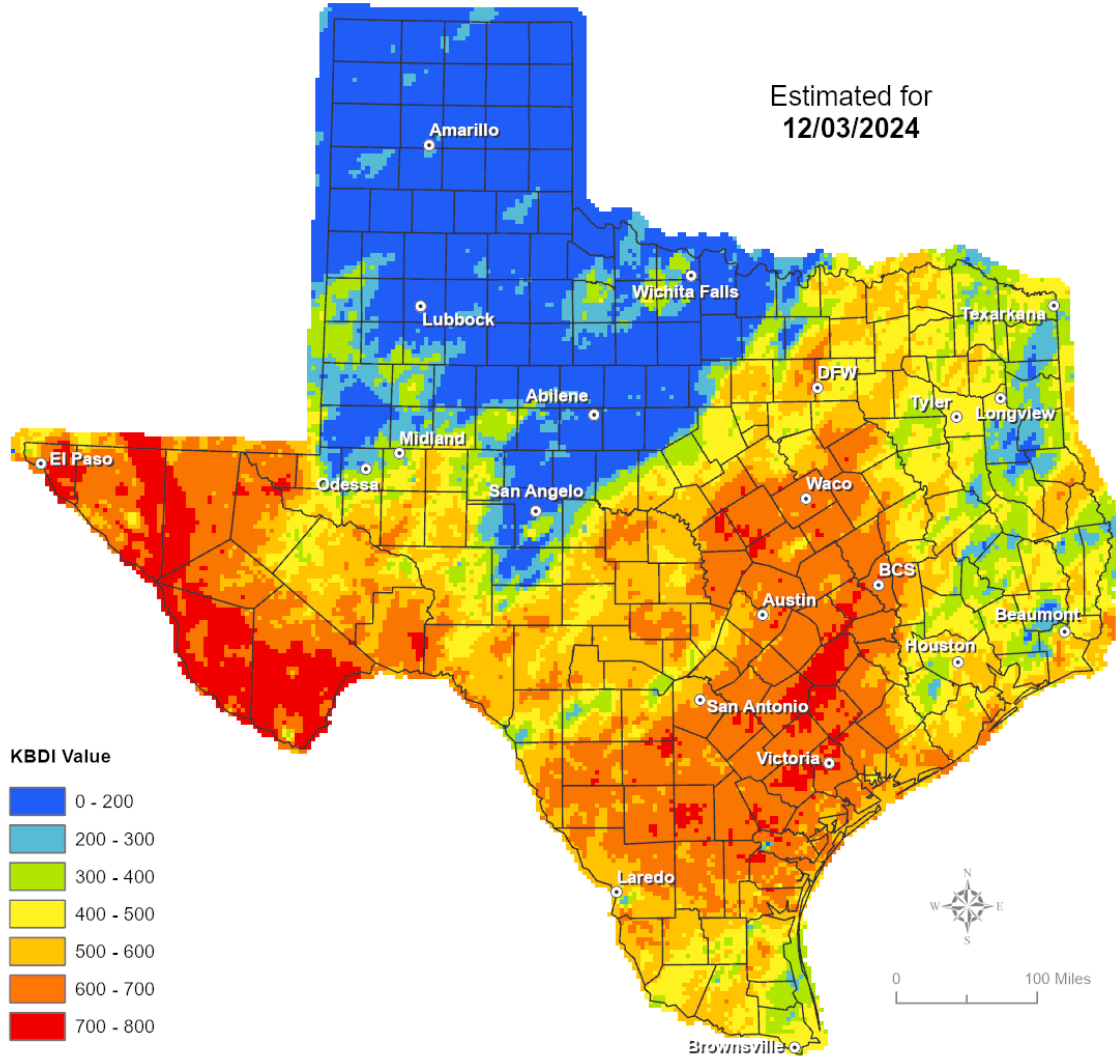 Estimated for
12/03/2024
Amarillo
Wichita Falls
Lubbock
Texarkana
DFW
Abilene
Tyler
Longview
Midland
El Paso
Odessa
San Angelo
Waco
BCS
Austin
Beaumont
Houston
San Antonio
Victoria
Laredo
Brownsville
KBDI Value
0 - 200
200 - 300
300 - 400
400 - 500
500 - 600
600 - 700
700 - 800
N
W E
S
0 100 Miles